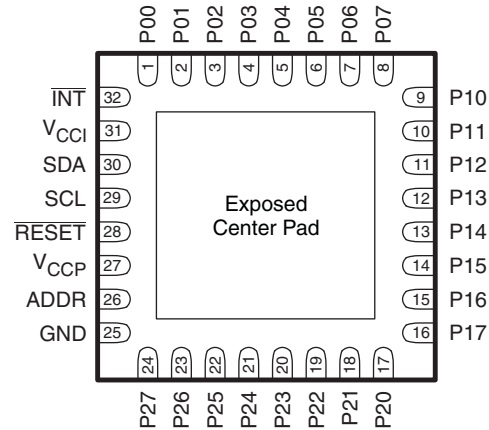 P00
P01
P02
P03
P04
P05
P06
P07
1
2
3
4
5
6
7
8
INT 32
V_CCI 31
SDA 30
SCL 29
RESET 28
V_CCP 27
ADDR 26
GND 25
Exposed
Center Pad
9 P10
10 P11
11 P12
12 P13
13 P14
14 P15
15 P16
16 P17
24
23
22
21
20
19
18
17
P27
P26
P25
P24
P23
P22
P21
P20